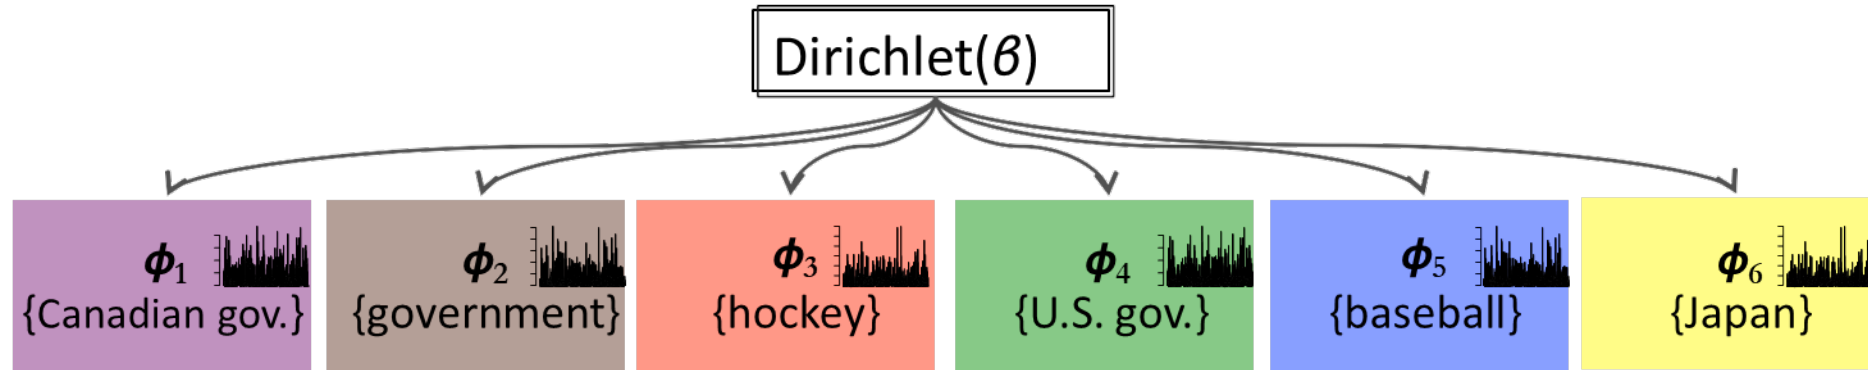 Dirichlet(β)
ϕ1
{Canadian gov.}
ϕ2
{government}
ϕ3
{hockey}
ϕ4
{U.S. gov.}
ϕ5
{baseball}
ϕ6
{Japan}